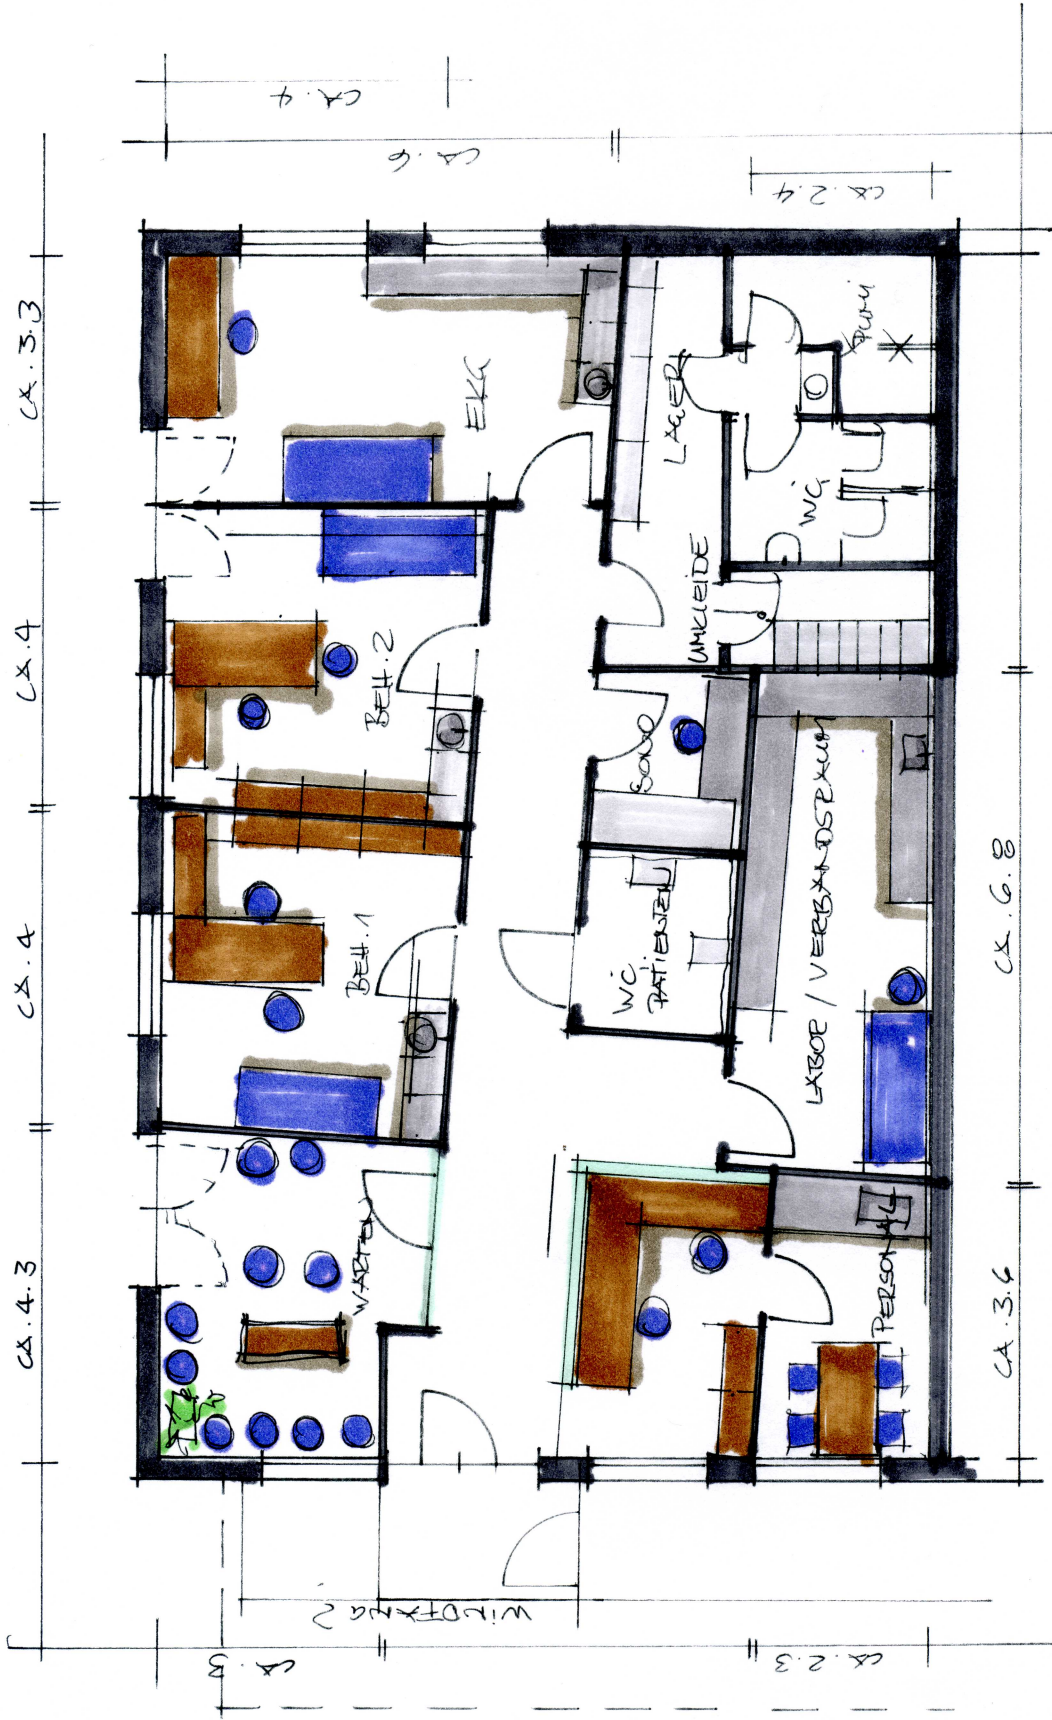 CA. 4
CA. 6
CA. 2.4
CA. 3.3
CA. 4
CA. 4
CA. 4.3
EKG
LAGER
UMKLEIDE
WC
PUMI
BEH. 2
SONO
BEH. 1
WC
PATIENTEN
LABOR / VERBANDSRAUM
WARTEN
PERSONAL
CA. 6.8
CA. 3.6
WINDFANG ?
CA. 3
CA. 2.3